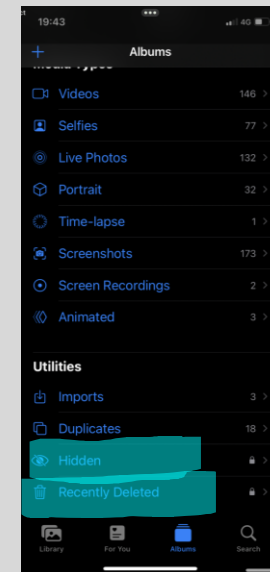 19:43
4G
Albums
Videos 146
Selfies 77
Live Photos 132
Portrait 32
Time-lapse 1
Screenshots 173
Screen Recordings 2
Animated 3
Utilities
Imports 3
Duplicates 18
Hidden
Recently Deleted
Library For You Albums Search